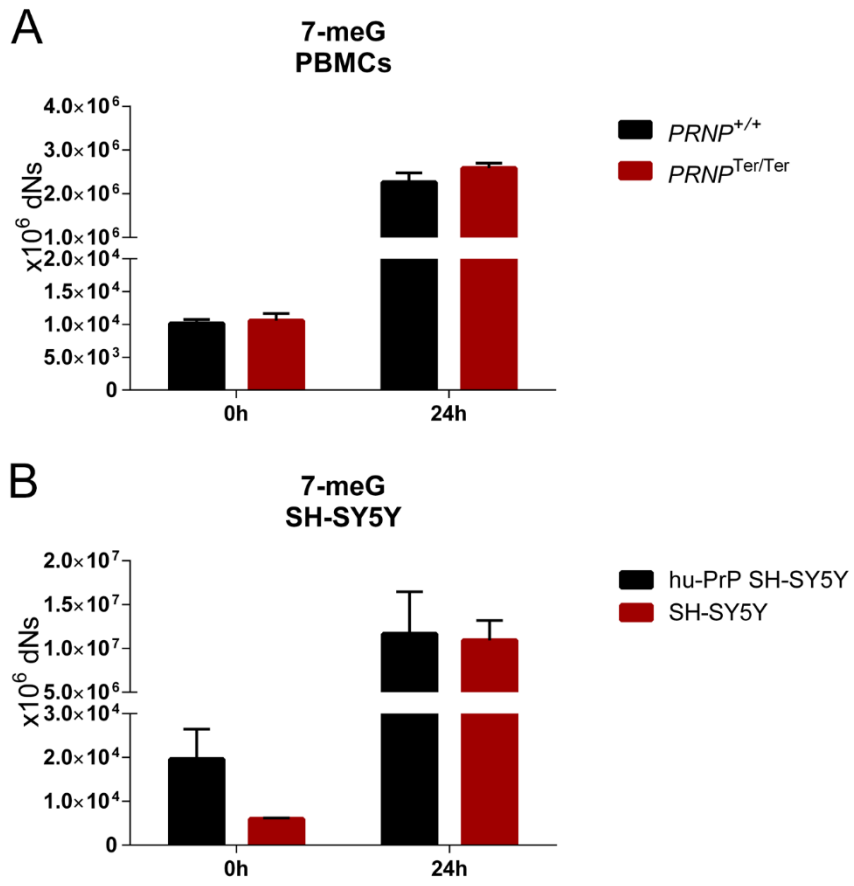 A
7-meG
PBMCs
x10⁶ dNs
4.0×10⁶
3.0×10⁶
2.0×10⁶
1.0×10⁶
2.0×10⁴
1.5×10⁴
1.0×10⁴
5.0×10³
0
0h
24h
PRNP⁺/⁺
PRNPᵀᵉʳ/ᵀᵉʳ
B
7-meG
SH-SY5Y
x10⁶ dNs
2.0×10⁷
1.5×10⁷
1.0×10⁷
5.0×10⁶
3.0×10⁴
2.0×10⁴
1.0×10⁴
0
0h
24h
hu-PrP SH-SY5Y
SH-SY5Y